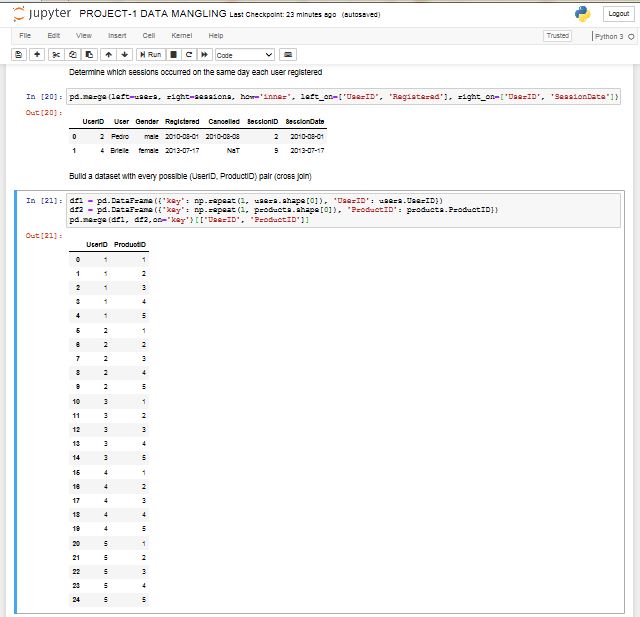 jupyter PROJECT-1 DATA MANGLING Last Checkpoint: 23 minutes ago (autosaved)
Logout
File Edit View Insert Cell Kernel Help
Trusted Python 3
Run Code
Determine which sessions occurred on the same day each user registered
In [20]: pd.merge(left=users, right=sessions, how='inner', left_on=['UserID', 'Registered'], right_on=['UserID', 'SessionDate'])
Out[20]:
UserID User Gender Registered Cancelled SessionID SessionDate
0 2 Pedro male 2010-08-01 2010-08-08 2 2010-08-01
1 4 Brielle female 2013-07-17 NaT 9 2013-07-17
Build a dataset with every possible (UserID, ProductID) pair (cross join)
In [21]: df1 = pd.DataFrame({'key': np.repeat(1, users.shape[0]), 'UserID': users.UserID})
df2 = pd.DataFrame({'key': np.repeat(1, products.shape[0]), 'ProductID': products.ProductID})
pd.merge(df1, df2,on='key')[['UserID', 'ProductID']]
Out[21]:
UserID ProductID
0 1 1
1 1 2
2 1 3
3 1 4
4 1 5
5 2 1
6 2 2
7 2 3
8 2 4
9 2 5
10 3 1
11 3 2
12 3 3
13 3 4
14 3 5
15 4 1
16 4 2
17 4 3
18 4 4
19 4 5
20 5 1
21 5 2
22 5 3
23 5 4
24 5 5